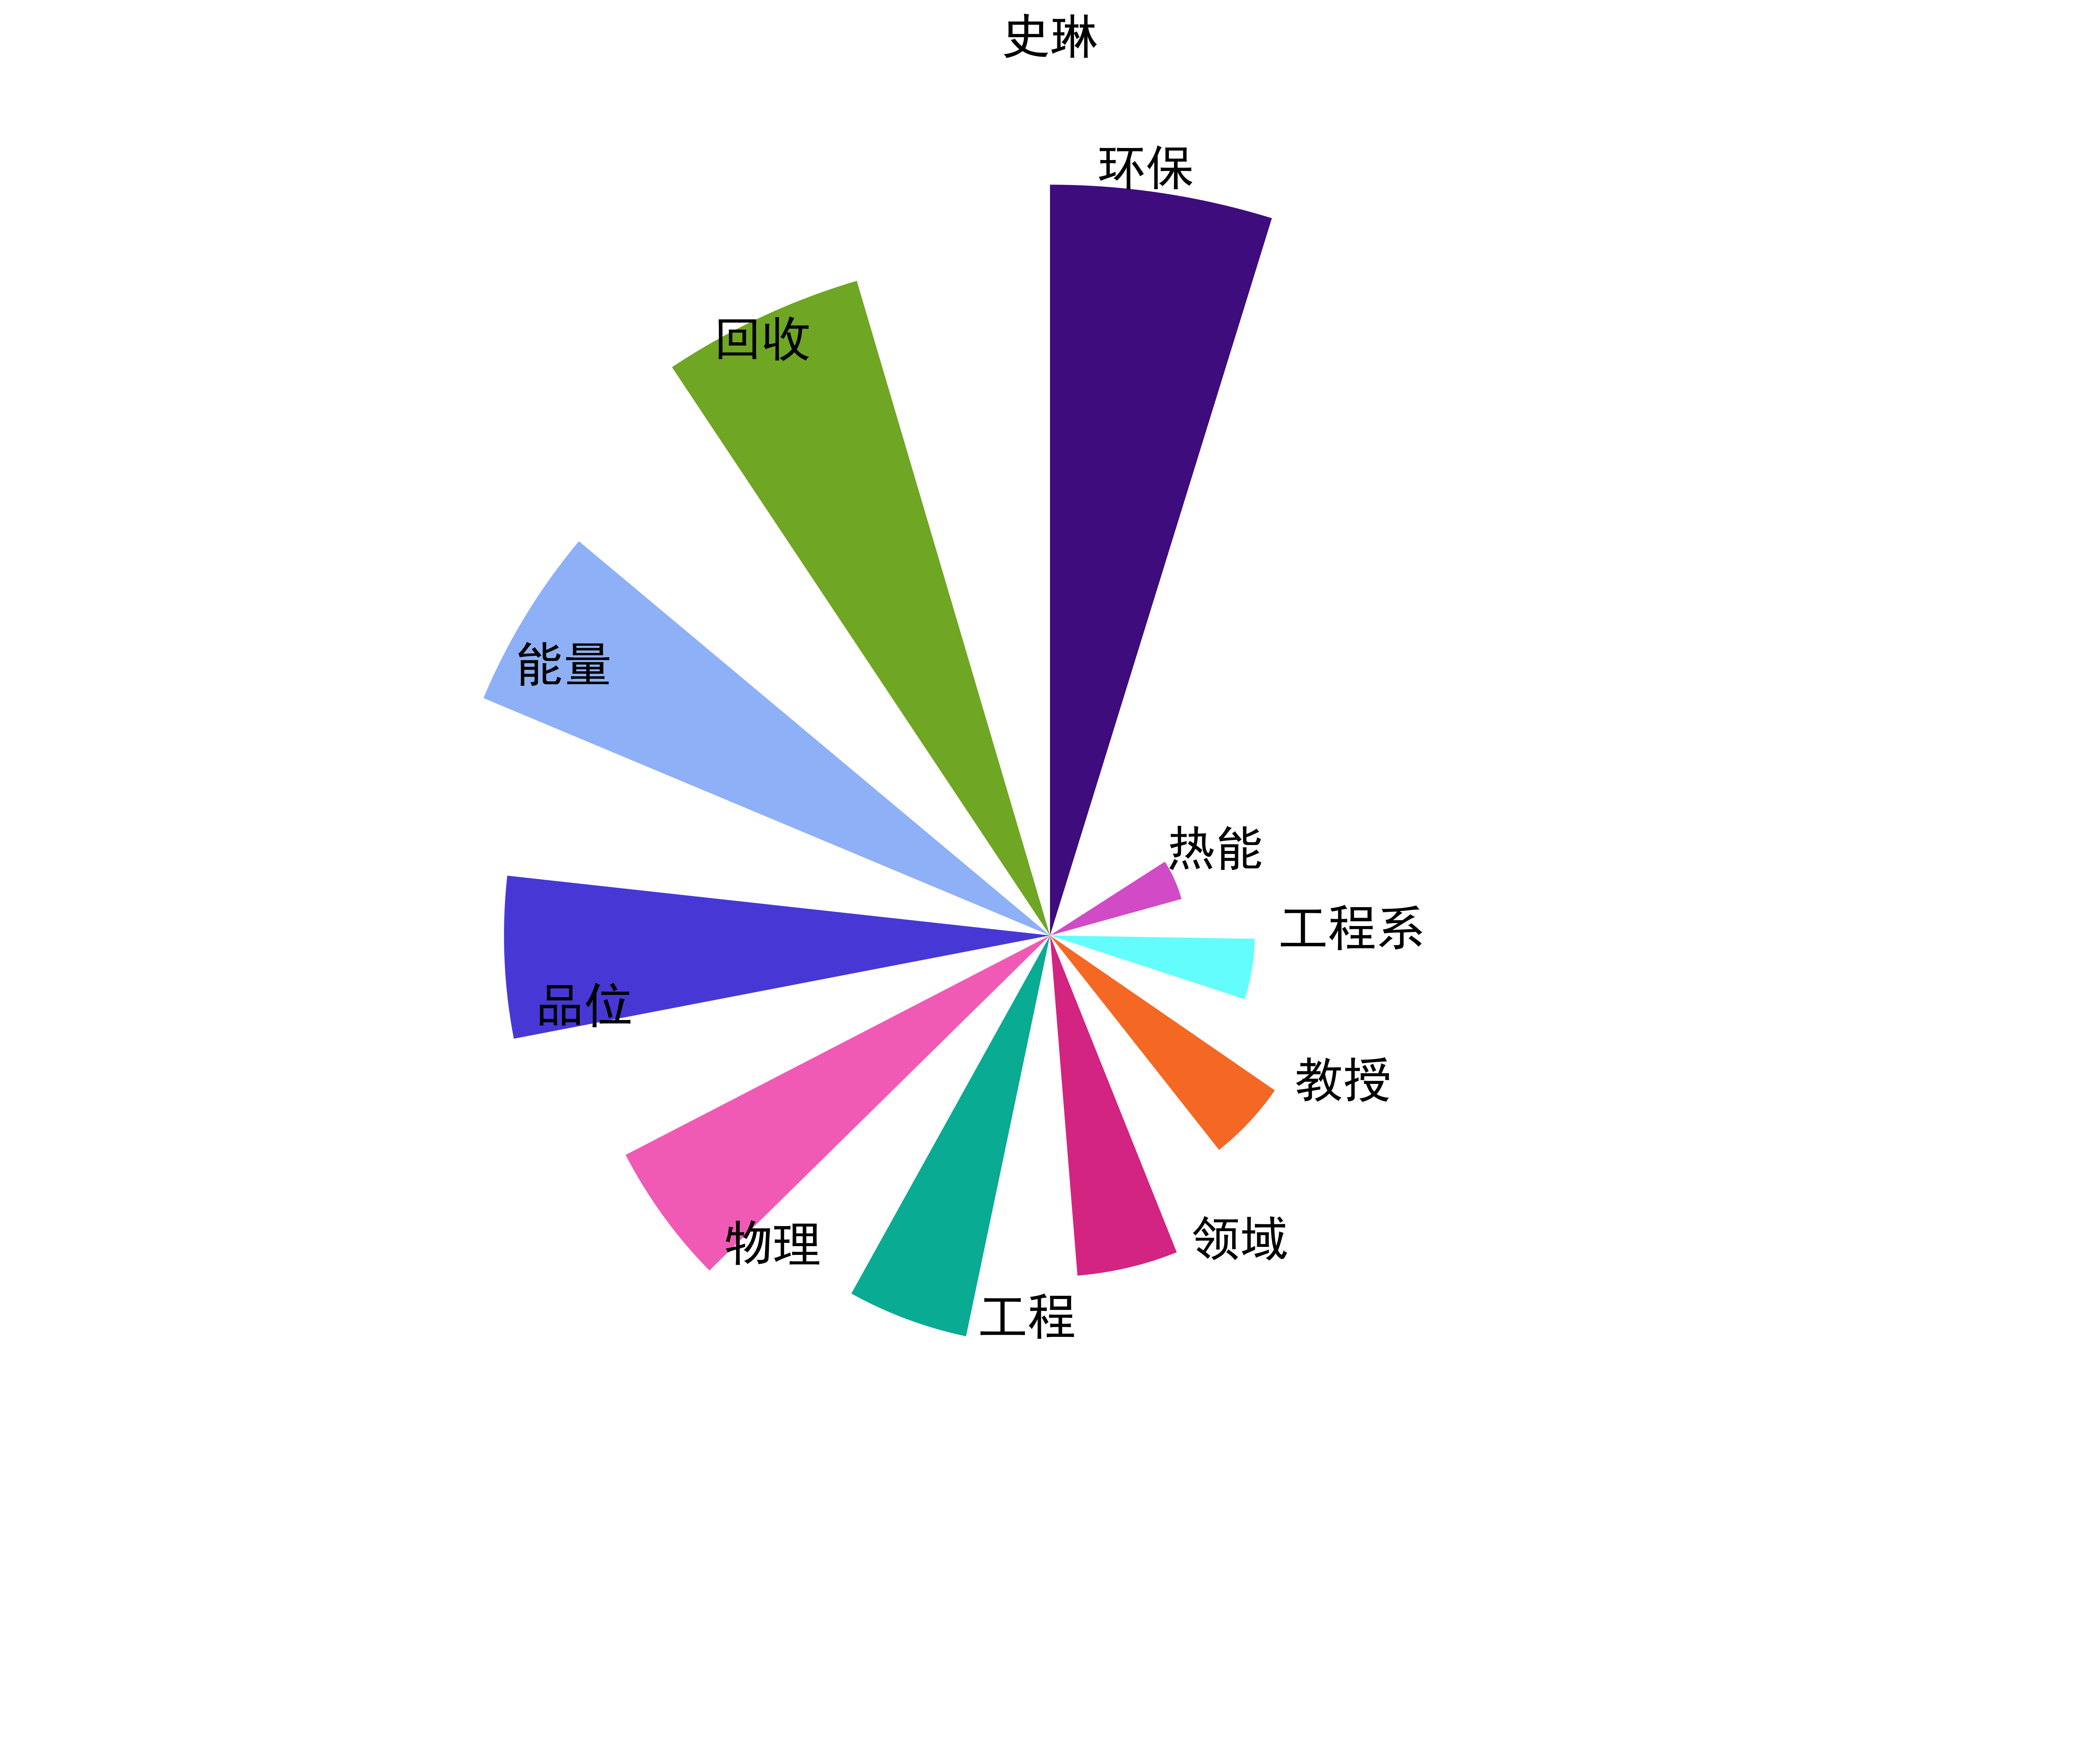 史琳
环保
回收
能量
热能
工程系
品位
教授
物理
领域
工程